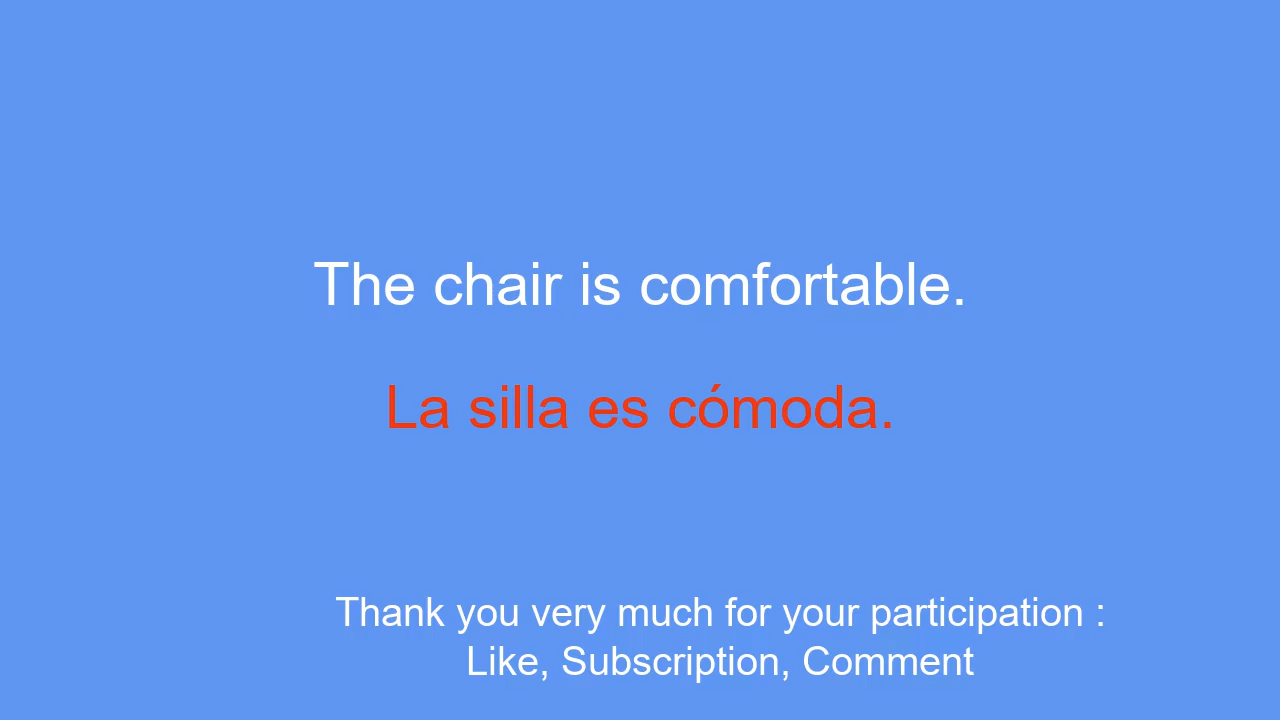 The chair is comfortable.
La silla es cómoda.
Thank you very much for your participation :
Like, Subscription, Comment